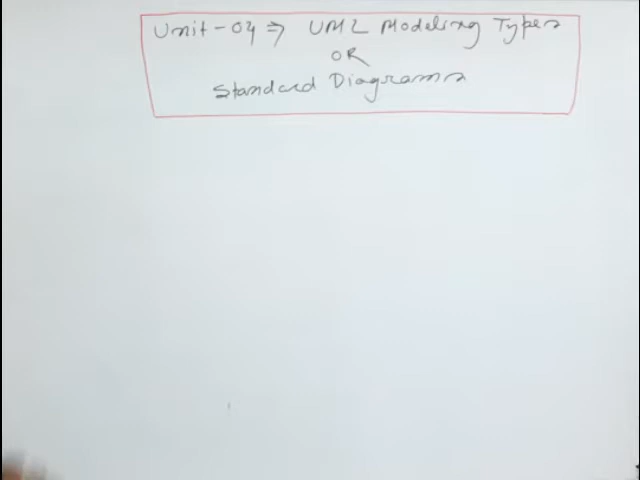 Unit-04 ⇒ UML Modeling Types
OR
Standard Diagrams